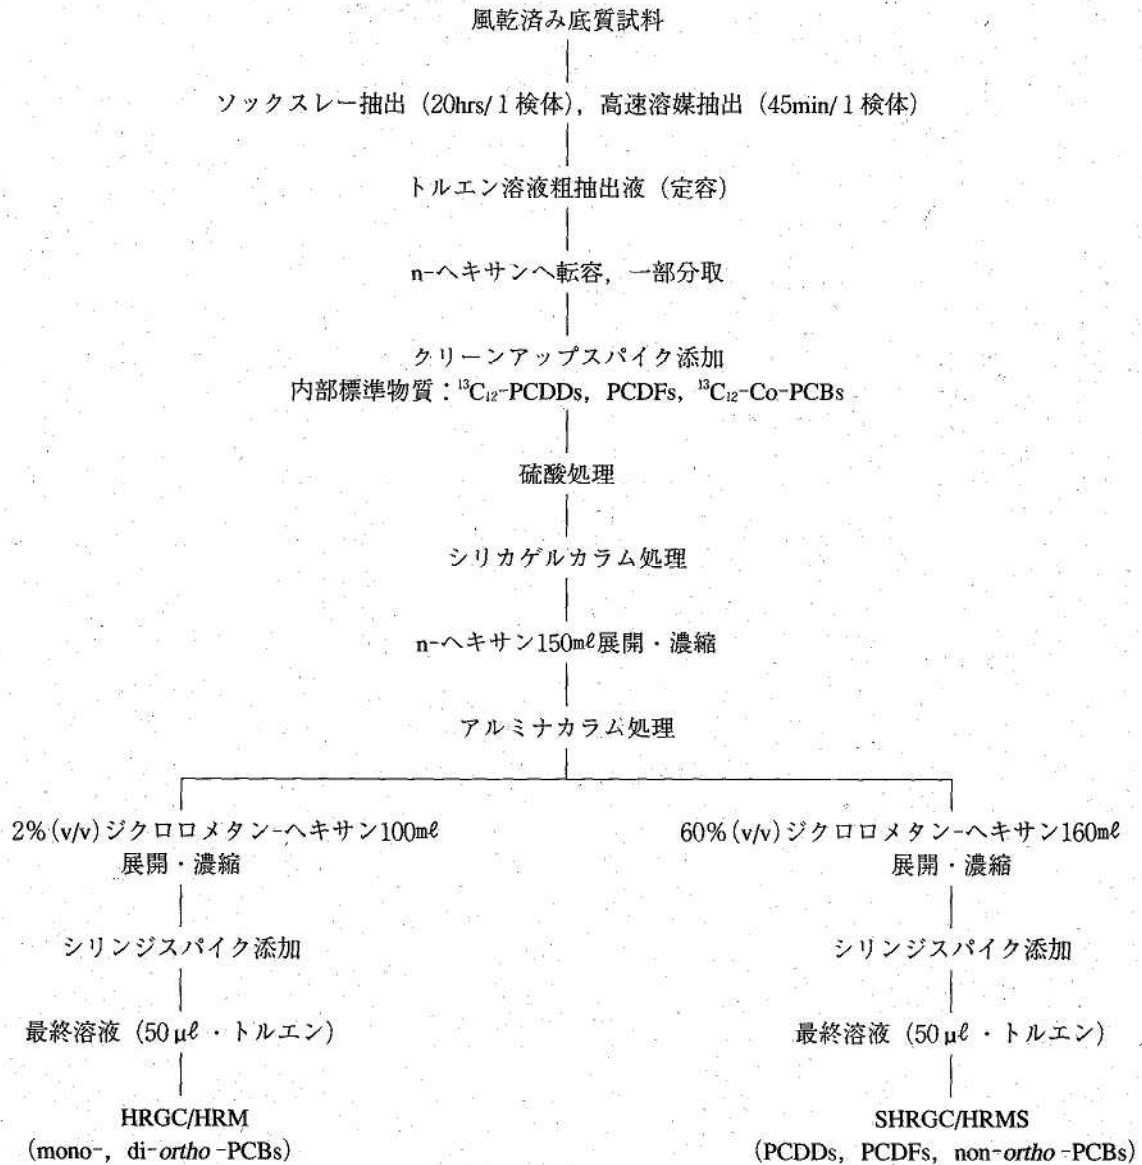 風乾済み底質試料
ソックスレー抽出（20hrs/1検体），高速溶媒抽出（45min/1検体）
トルエン溶液粗抽出液（定容）
n-ヘキサンへ転容，一部分取
クリーンアップスパイク添加
内部標準物質：¹³C₁₂-PCDDs, PCDFs, ¹³C₁₂-Co-PCBs
硫酸処理
シリカゲルカラム処理
n-ヘキサン150mℓ展開・濃縮
アルミナカラム処理
2%(v/v)ジクロロメタン-ヘキサン100mℓ
展開・濃縮
シリンジスパイク添加
最終溶液（50μℓ・トルエン）
HRGC/HRM
(mono-, di-ortho-PCBs)
60%(v/v)ジクロロメタン-ヘキサン160mℓ
展開・濃縮
シリンジスパイク添加
最終溶液（50μℓ・トルエン）
SHRGC/HRMS
(PCDDs, PCDFs, non-ortho-PCBs)